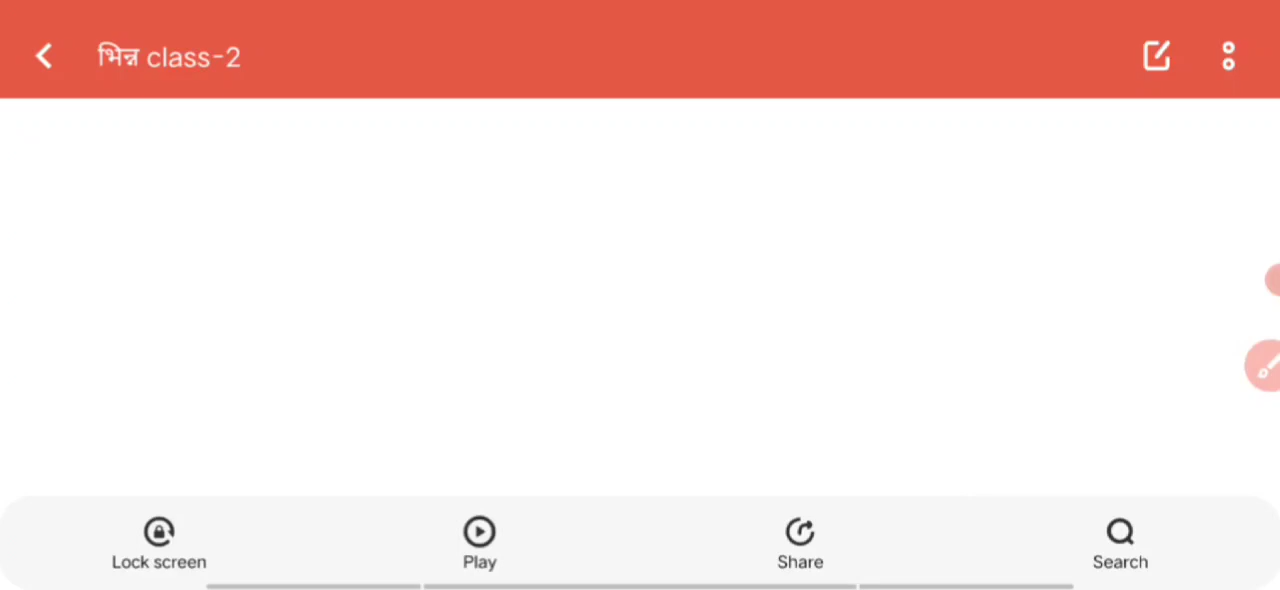 भिन्न class-2
Lock screen
Play
Share
Search